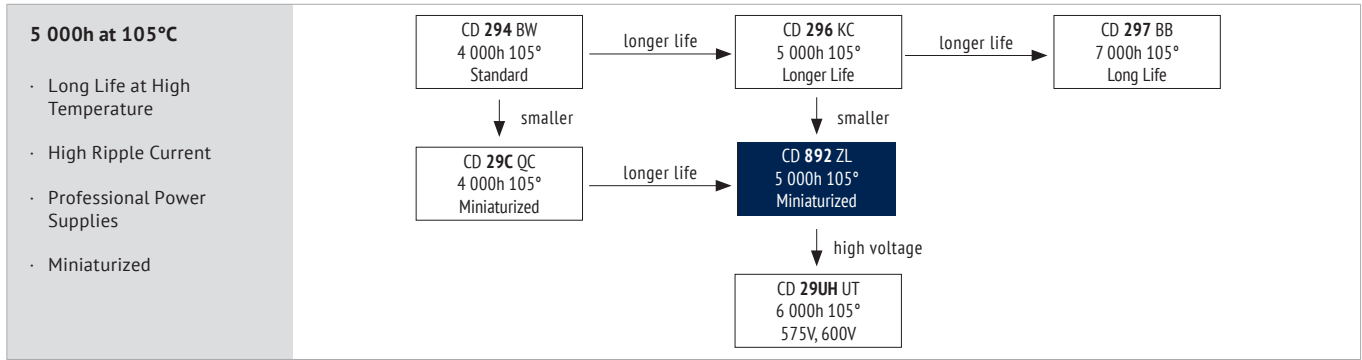 5 000h at 105°C
· Long Life at High
Temperature
· High Ripple Current
· Professional Power
Supplies
· Miniaturized
CD 294 BW
4 000h 105°
Standard
longer life
CD 296 KC
5 000h 105°
Longer Life
longer life
CD 297 BB
7 000h 105°
Long Life
smaller
smaller
CD 29C QC
4 000h 105°
Miniaturized
longer life
CD 892 ZL
5 000h 105°
Miniaturized
high voltage
CD 29UH UT
6 000h 105°
575V, 600V